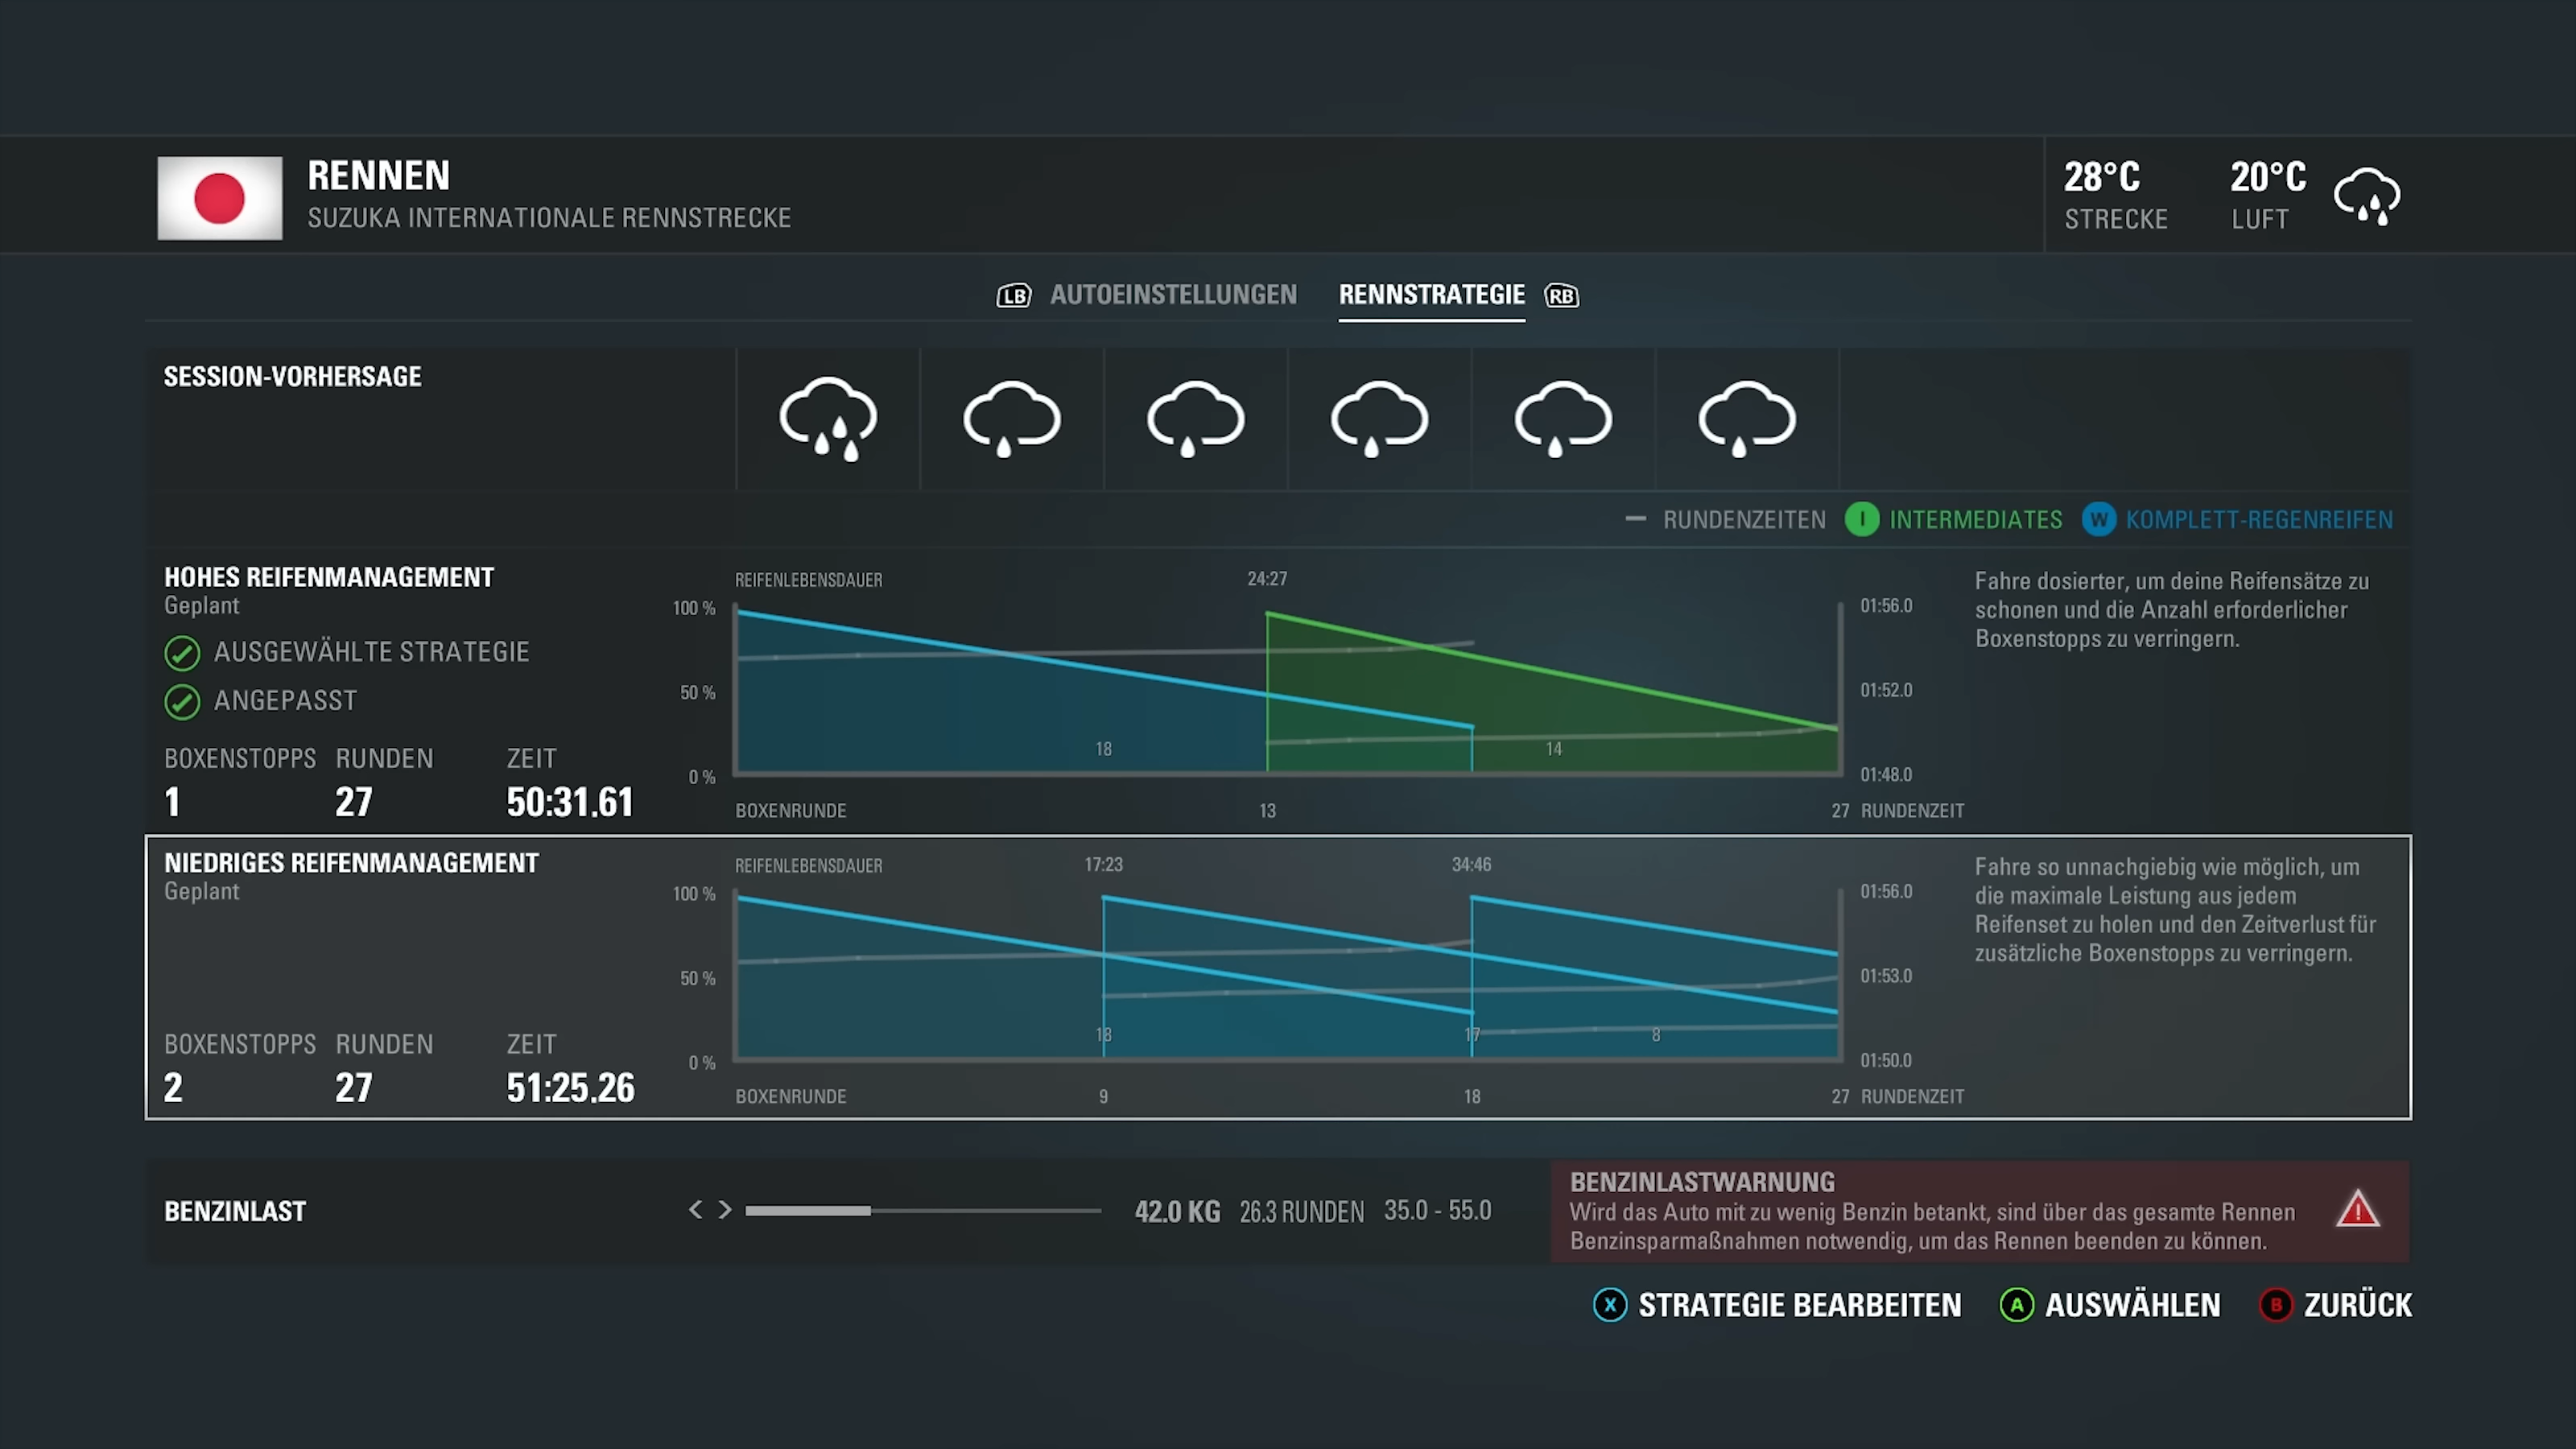 RENNEN
SUZUKA INTERNATIONALE RENNSTRECKE
28°C
STRECKE
20°C
LUFT
LB AUTOEINSTELLUNGEN RENNSTRATEGIE RB
SESSION-VORHERSAGE
RUNDENZEITEN I INTERMEDIATES W KOMPLETT-REGENREIFEN
HOHES REIFENMANAGEMENT
Geplant
AUSGEWÄHLTE STRATEGIE
ANGEPASST
BOXENSTOPPS RUNDEN ZEIT
1 27 50:31.61
REIFENLEBENSDAUER 24:27
100 %
50 %
0 %
18 14
01:56.0
01:52.0
01:48.0
BOXENRUNDE 13 27 RUNDENZEIT
Fahre dosierter, um deine Reifensätze zu
schonen und die Anzahl erforderlicher
Boxenstopps zu verringern.
NIEDRIGES REIFENMANAGEMENT
Geplant
BOXENSTOPPS RUNDEN ZEIT
2 27 51:25.26
REIFENLEBENSDAUER 17:23 34:46
100 %
50 %
0 %
18 17 8
01:56.0
01:53.0
01:50.0
BOXENRUNDE 9 18 27 RUNDENZEIT
Fahre so unnachgiebig wie möglich, um
die maximale Leistung aus jedem
Reifenset zu holen und den Zeitverlust für
zusätzliche Boxenstopps zu verringern.
BENZINLAST
42.0 KG 26.3 RUNDEN 35.0 - 55.0
BENZINLASTWARNUNG
Wird das Auto mit zu wenig Benzin betankt, sind über das gesamte Rennen
Benzinsparmaßnahmen notwendig, um das Rennen beenden zu können.
X STRATEGIE BEARBEITEN A AUSWÄHLEN B ZURÜCK